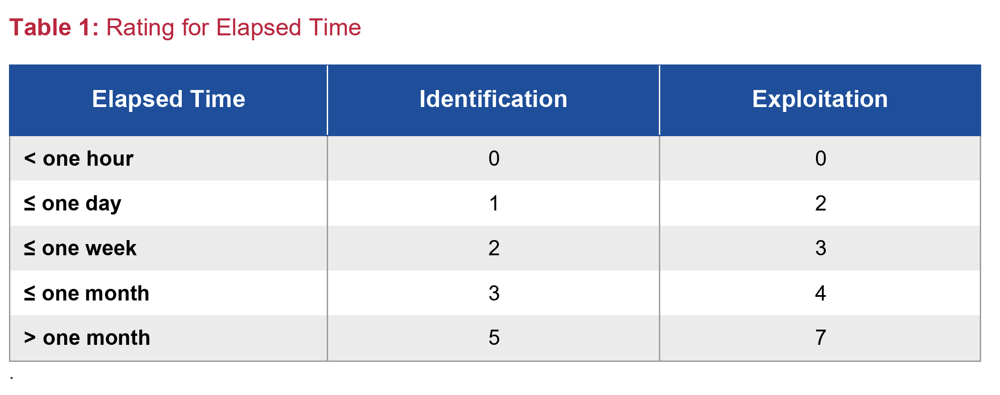 Table 1: Rating for Elapsed Time
Elapsed Time Identification Exploitation
< one hour 0 0
≤ one day 1 2
≤ one week 2 3
≤ one month 3 4
> one month 5 7
.